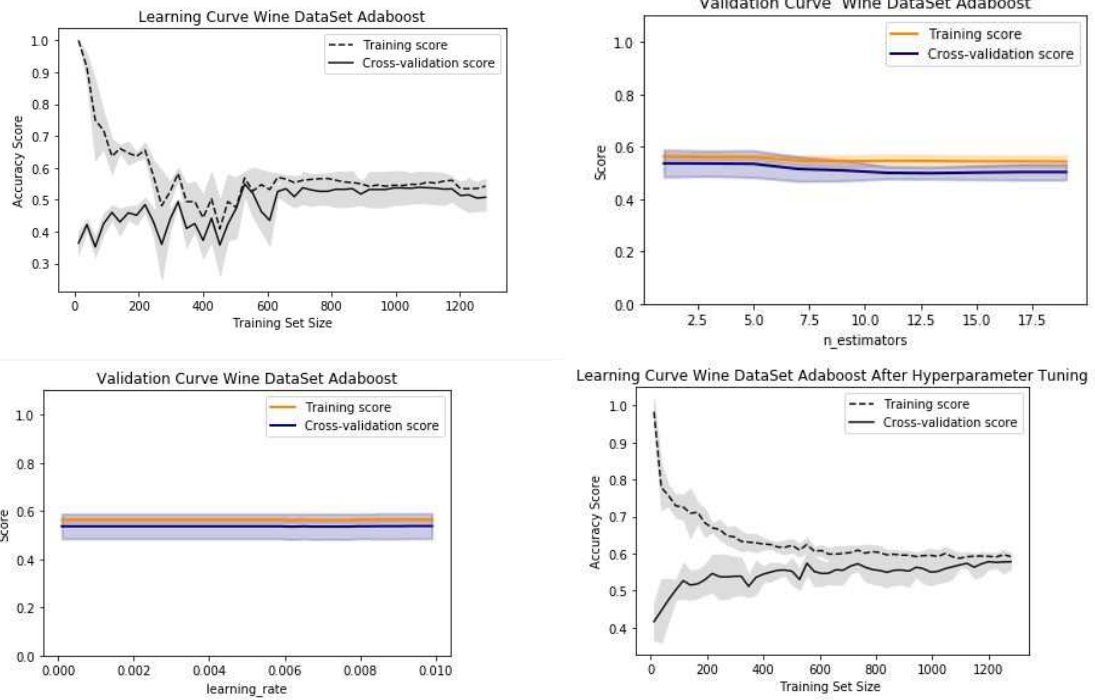 Learning Curve Wine DataSet Adaboost
1.0
0.9
0.8
0.7
0.6
0.5
0.4
0.3
Accuracy Score
Training score
Cross-validation score
0
200
400
600
800
1000
1200
Training Set Size
Validation Curve Wine DataSet Adaboost
1.0
0.8
0.6
0.4
0.2
0.0
Score
Training score
Cross-validation score
2.5
5.0
7.5
10.0
12.5
15.0
17.5
n_estimators
Validation Curve Wine DataSet Adaboost
1.0
0.8
0.6
0.4
0.2
0.0
Score
Training score
Cross-validation score
0.000
0.002
0.004
0.006
0.008
0.010
learning_rate
Learning Curve Wine DataSet Adaboost After Hyperparameter Tuning
1.0
0.9
0.8
0.7
0.6
0.5
0.4
Accuracy Score
Training score
Cross-validation score
0
200
400
600
800
1000
1200
Training Set Size